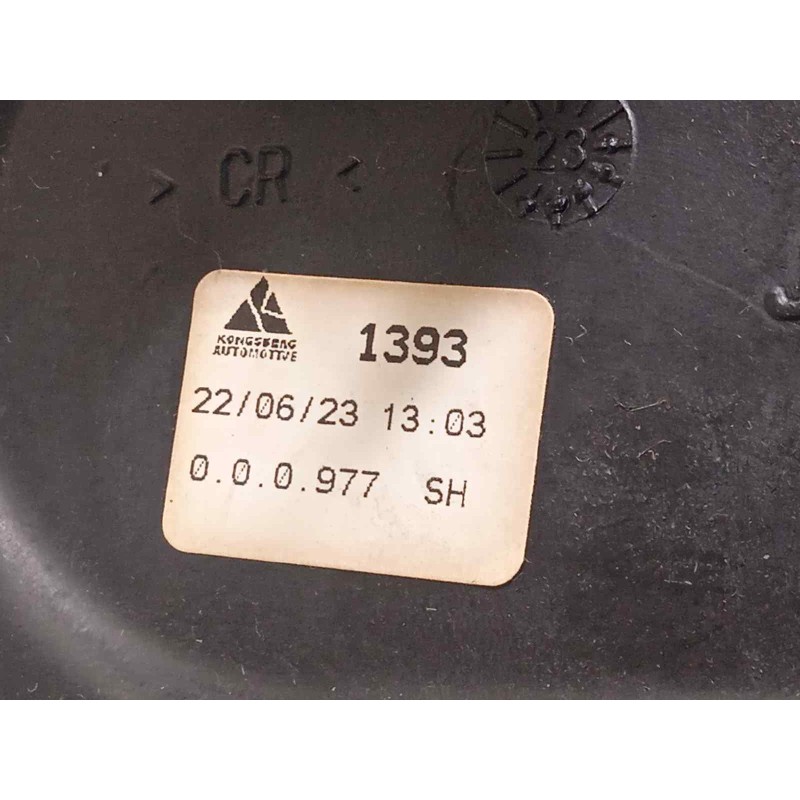 > CR <
23
KONGSBERG
AUTOMOTIVE
1393
22/06/23 13:03
0.0.0.977 SH